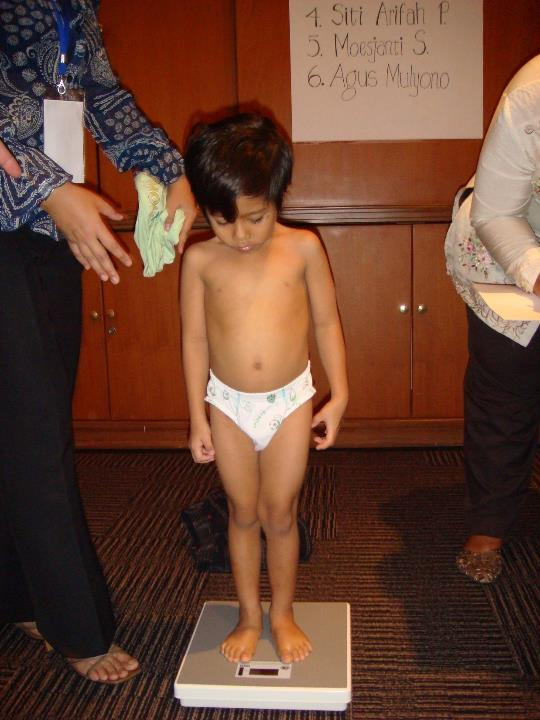 4. Siti Arifah P.
5. Moesjanti S.
6. Agus Mulyono